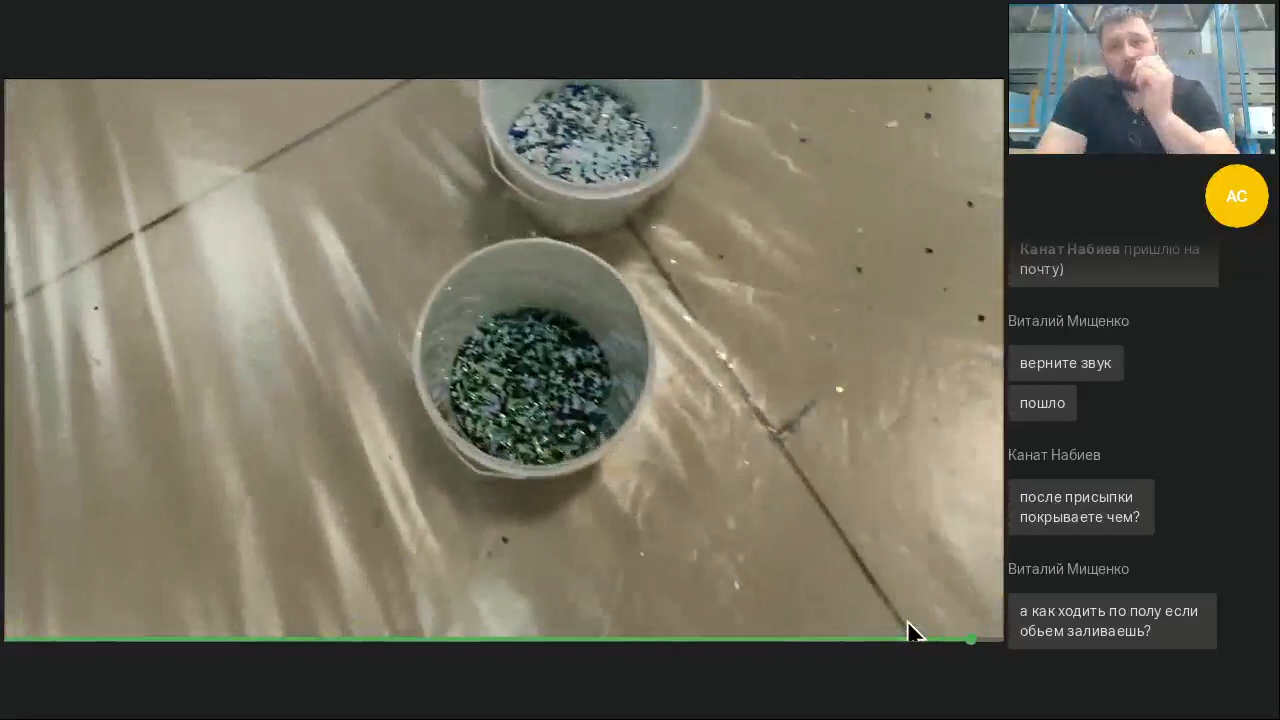 АС
Канат Набиев пришлю на
почту)
Виталий Мищенко
верните звук
пошло
Канат Набиев
после присыпки
покрываете чем?
Виталий Мищенко
а как ходить по полу если
обьем заливаешь?